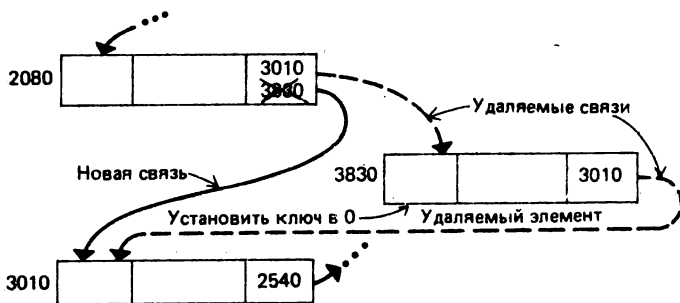 3010
2080
3830
Удаляемые связи
Новая связь
3830
3010
Установить ключ в 0
Удаляемый элемент
3010
2540